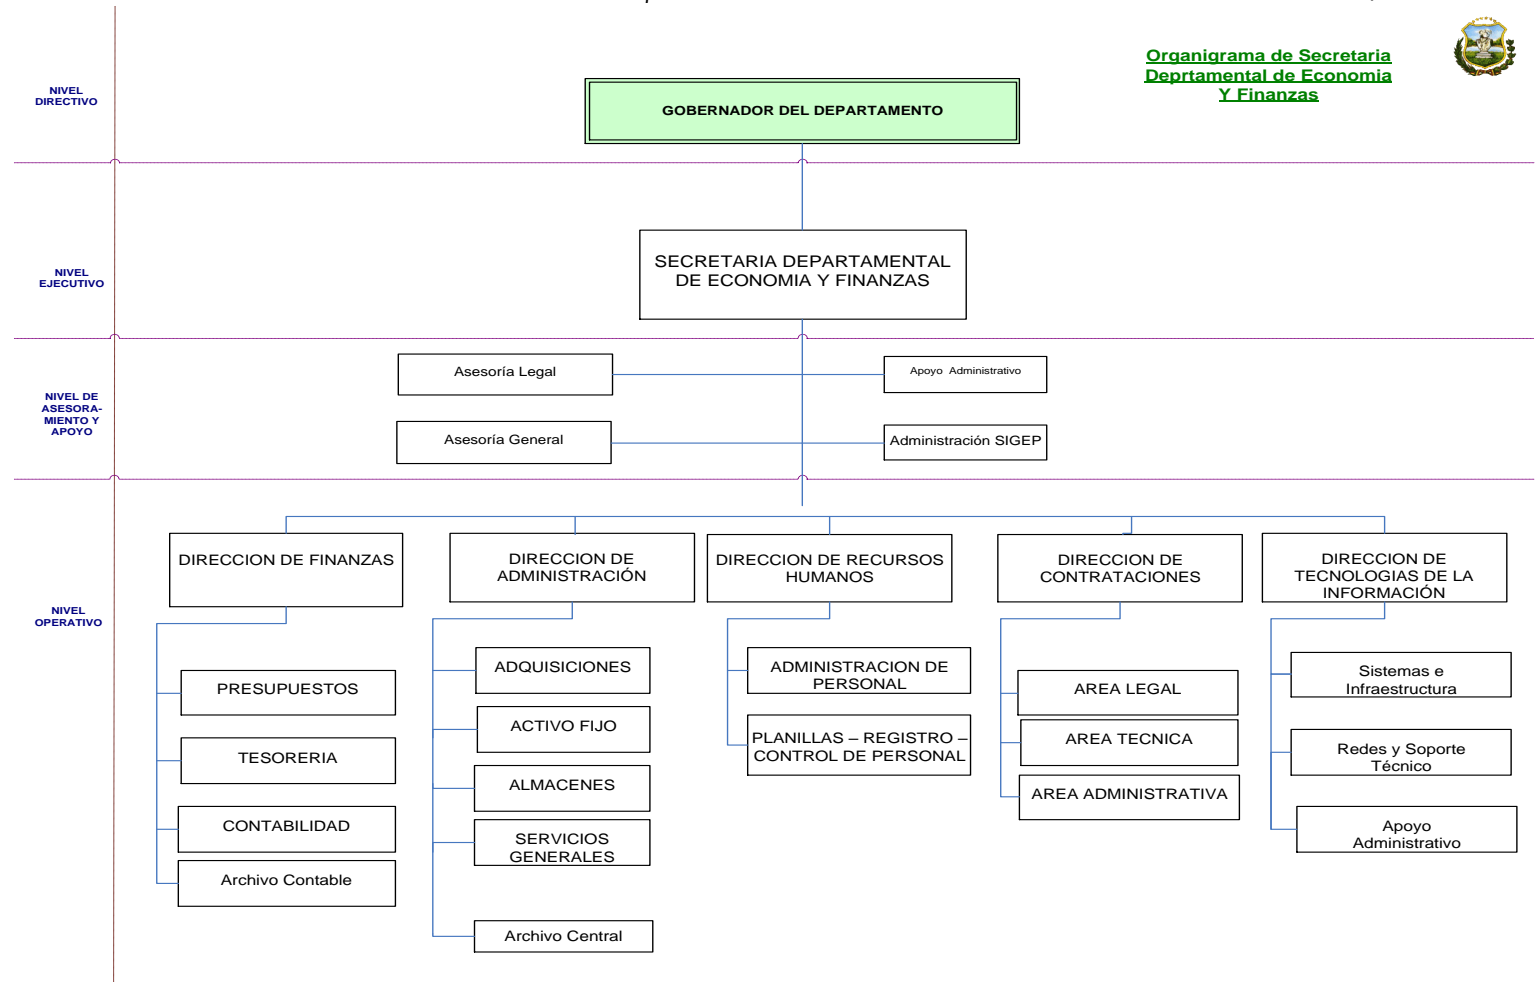 Organigrama de Secretaria
Deprtamental de Economia
Y Finanzas
NIVEL
DIRECTIVO
GOBERNADOR DEL DEPARTAMENTO
NIVEL
EJECUTIVO
SECRETARIA DEPARTAMENTAL
DE ECONOMIA Y FINANZAS
NIVEL DE
ASESORA-
MIENTO Y
APOYO
Asesoría Legal
Apoyo Administrativo
Asesoría General
Administración SIGEP
NIVEL
OPERATIVO
DIRECCION DE FINANZAS
PRESUPUESTOS
TESORERIA
CONTABILIDAD
Archivo Contable
DIRECCION DE
ADMINISTRACIÓN
ADQUISICIONES
ACTIVO FIJO
ALMACENES
SERVICIOS
GENERALES
Archivo Central
DIRECCION DE RECURSOS
HUMANOS
ADMINISTRACION DE
PERSONAL
PLANILLAS – REGISTRO –
CONTROL DE PERSONAL
DIRECCION DE
CONTRATACIONES
AREA LEGAL
AREA TECNICA
AREA ADMINISTRATIVA
DIRECCION DE
TECNOLOGIAS DE LA
INFORMACIÓN
Sistemas e
Infraestructura
Redes y Soporte
Técnico
Apoyo
Administrativo